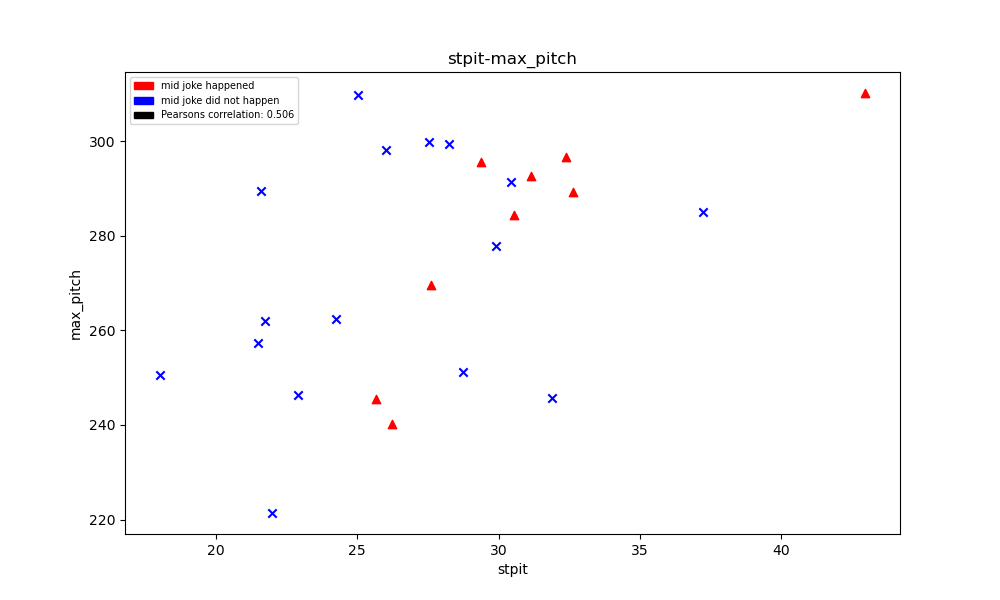 stpit-max_pitch
mid joke happened
mid joke did not happen
Pearsons correlation: 0.506
max_pitch
300
280
260
240
220
20 25 30 35 40
stpit